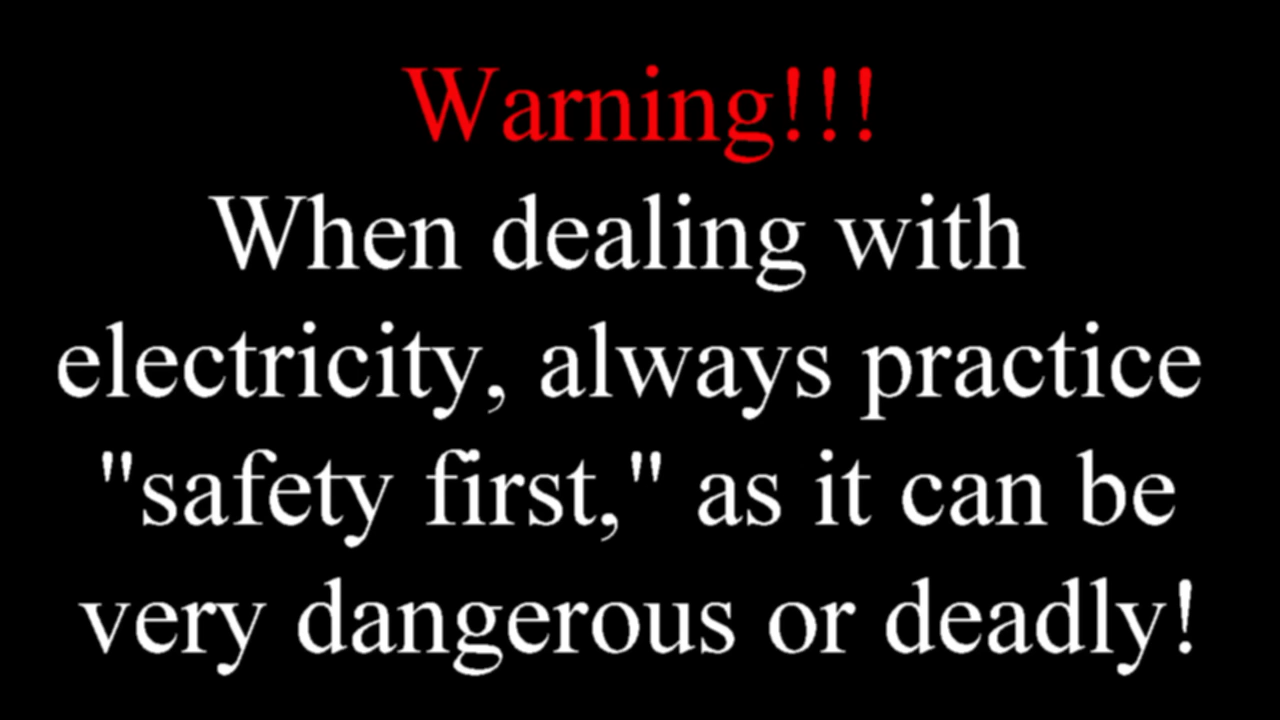 Warning!!!
When dealing with
electricity, always practice
"safety first," as it can be
very dangerous or deadly!